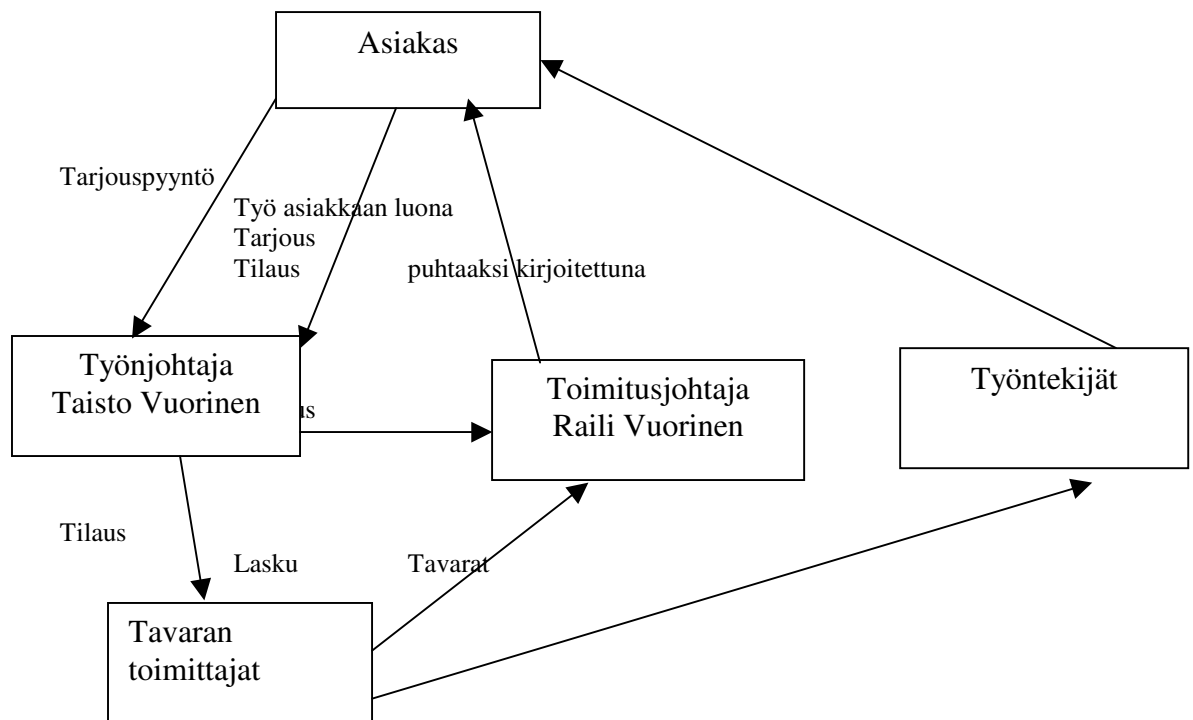 Asiakas
Tarjouspyyntö
Työ asiakkaan luona
Tarjous
Tilaus
puhtaaksi kirjoitettuna
Työnjohtaja
Taisto Vuorinen
Toimitusjohtaja
Raili Vuorinen
Työntekijät
Tilaus
Lasku
Tavarat
Tavaran
toimittajat